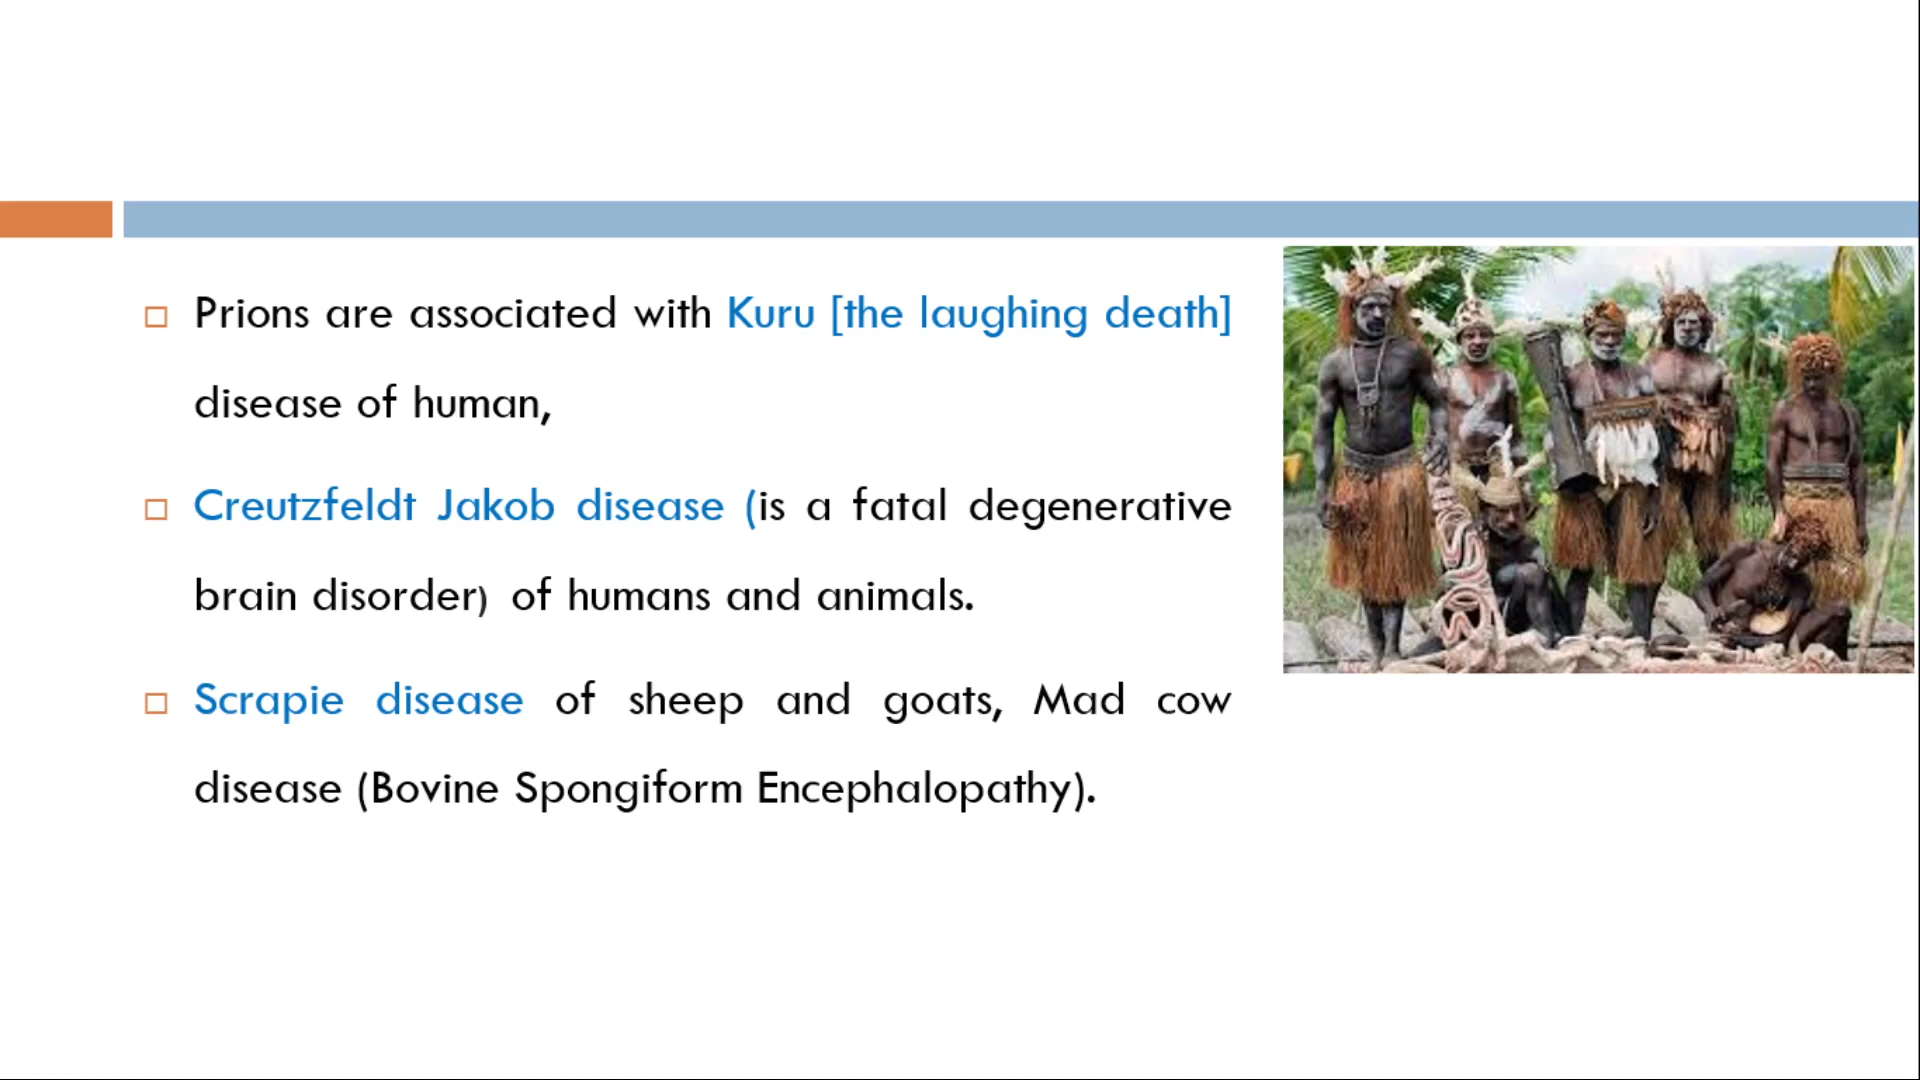 Prions are associated with Kuru [the laughing death]
disease of human,
Creutzfeldt Jakob disease (is a fatal degenerative
brain disorder) of humans and animals.
Scrapie disease of sheep and goats, Mad cow
disease (Bovine Spongiform Encephalopathy).